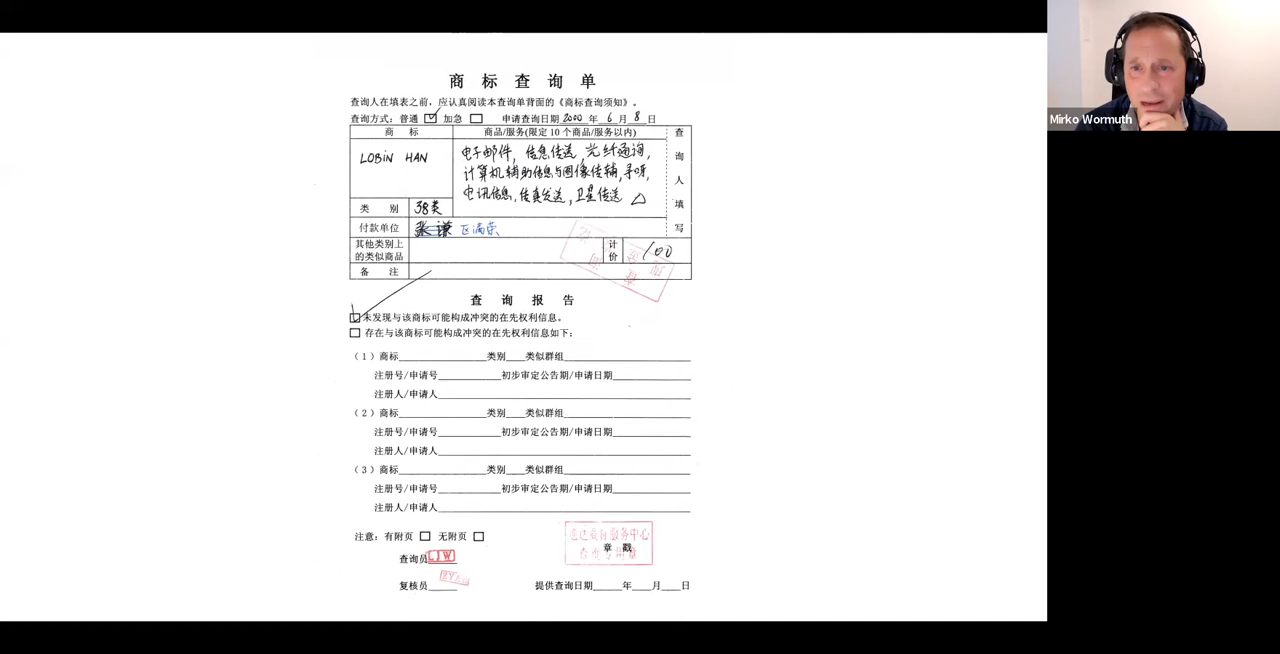 商标查询单
查询人在填表之前，应认真阅读本查询单背面的《商标查询须知》。
查询方式：普通 加急 申请查询日期2000年6月8日
商标 商品/服务(限定10个商品/服务以内) 查询人填写
LOBIN HAN
电子邮件，信息传送，光纤通询，
计算机辅助信息与图像传辅，寻呀，
电讯信息，传真发送，卫星传送
类别 38类
付款单位
其他类别上的类似商品 计价 100
备注
查询报告
未发现与该商标可能构成冲突的在先权利信息。
存在与该商标可能构成冲突的在先权利信息如下：
（1）商标 类别 类似群组
注册号/申请号 初步审定公告期/申请日期
注册人/申请人
（2）商标 类别 类似群组
注册号/申请号 初步审定公告期/申请日期
注册人/申请人
（3）商标 类别 类似群组
注册号/申请号 初步审定公告期/申请日期
注册人/申请人
注意：有附页 无附页
章戳
查询员
复核员 提供查询日期 年 月 日
Mirko Wormuth